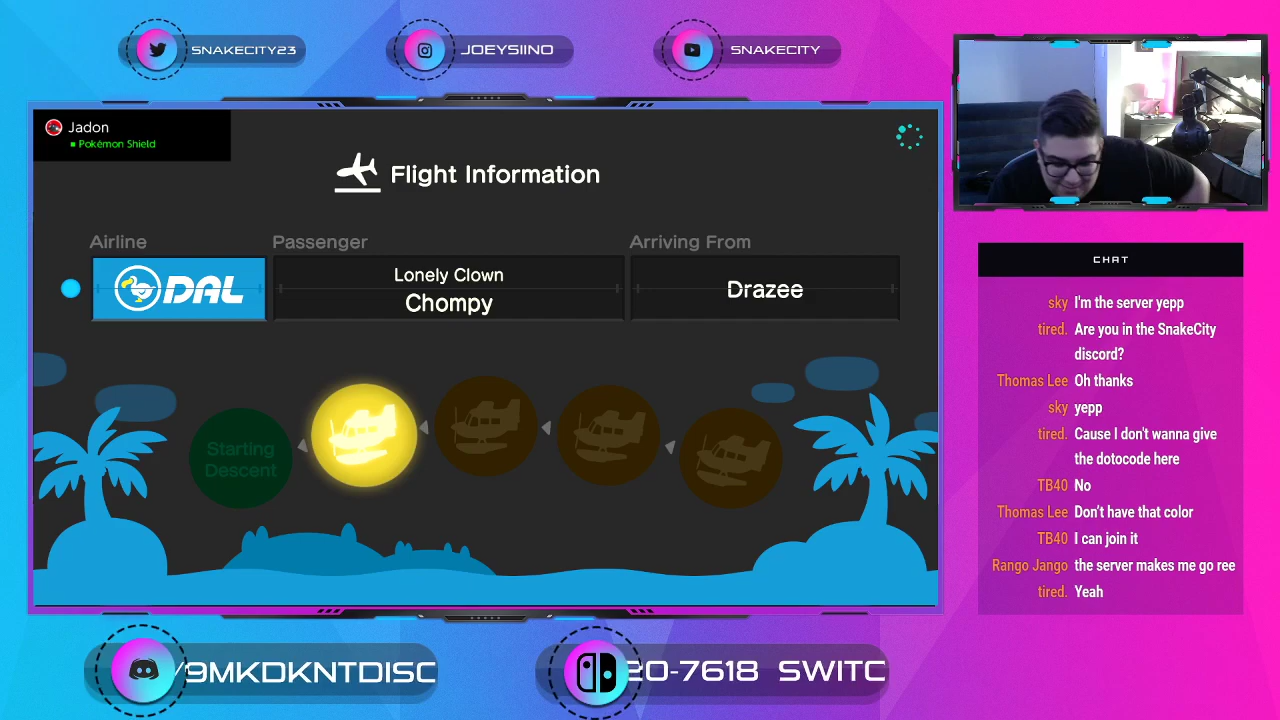 SNAKECITY23
JOEYSIINO
SNAKECITY
Jadon
Pokémon Shield
Flight Information
Airline
Passenger
Arriving From
DAL
Lonely Clown
Chompy
Drazee
Starting
Descent
CHAT
sky I'm the server yepp
tired. Are you in the SnakeCity
discord?
Thomas Lee Oh thanks
sky yepp
tired. Cause I don't wanna give
the dotocode here
TB40 No
Thomas Lee Don't have that color
TB40 I can join it
Rango Jango the server makes me go ree
tired. Yeah
/9MKDKNTDISC
20-7618 SWITC